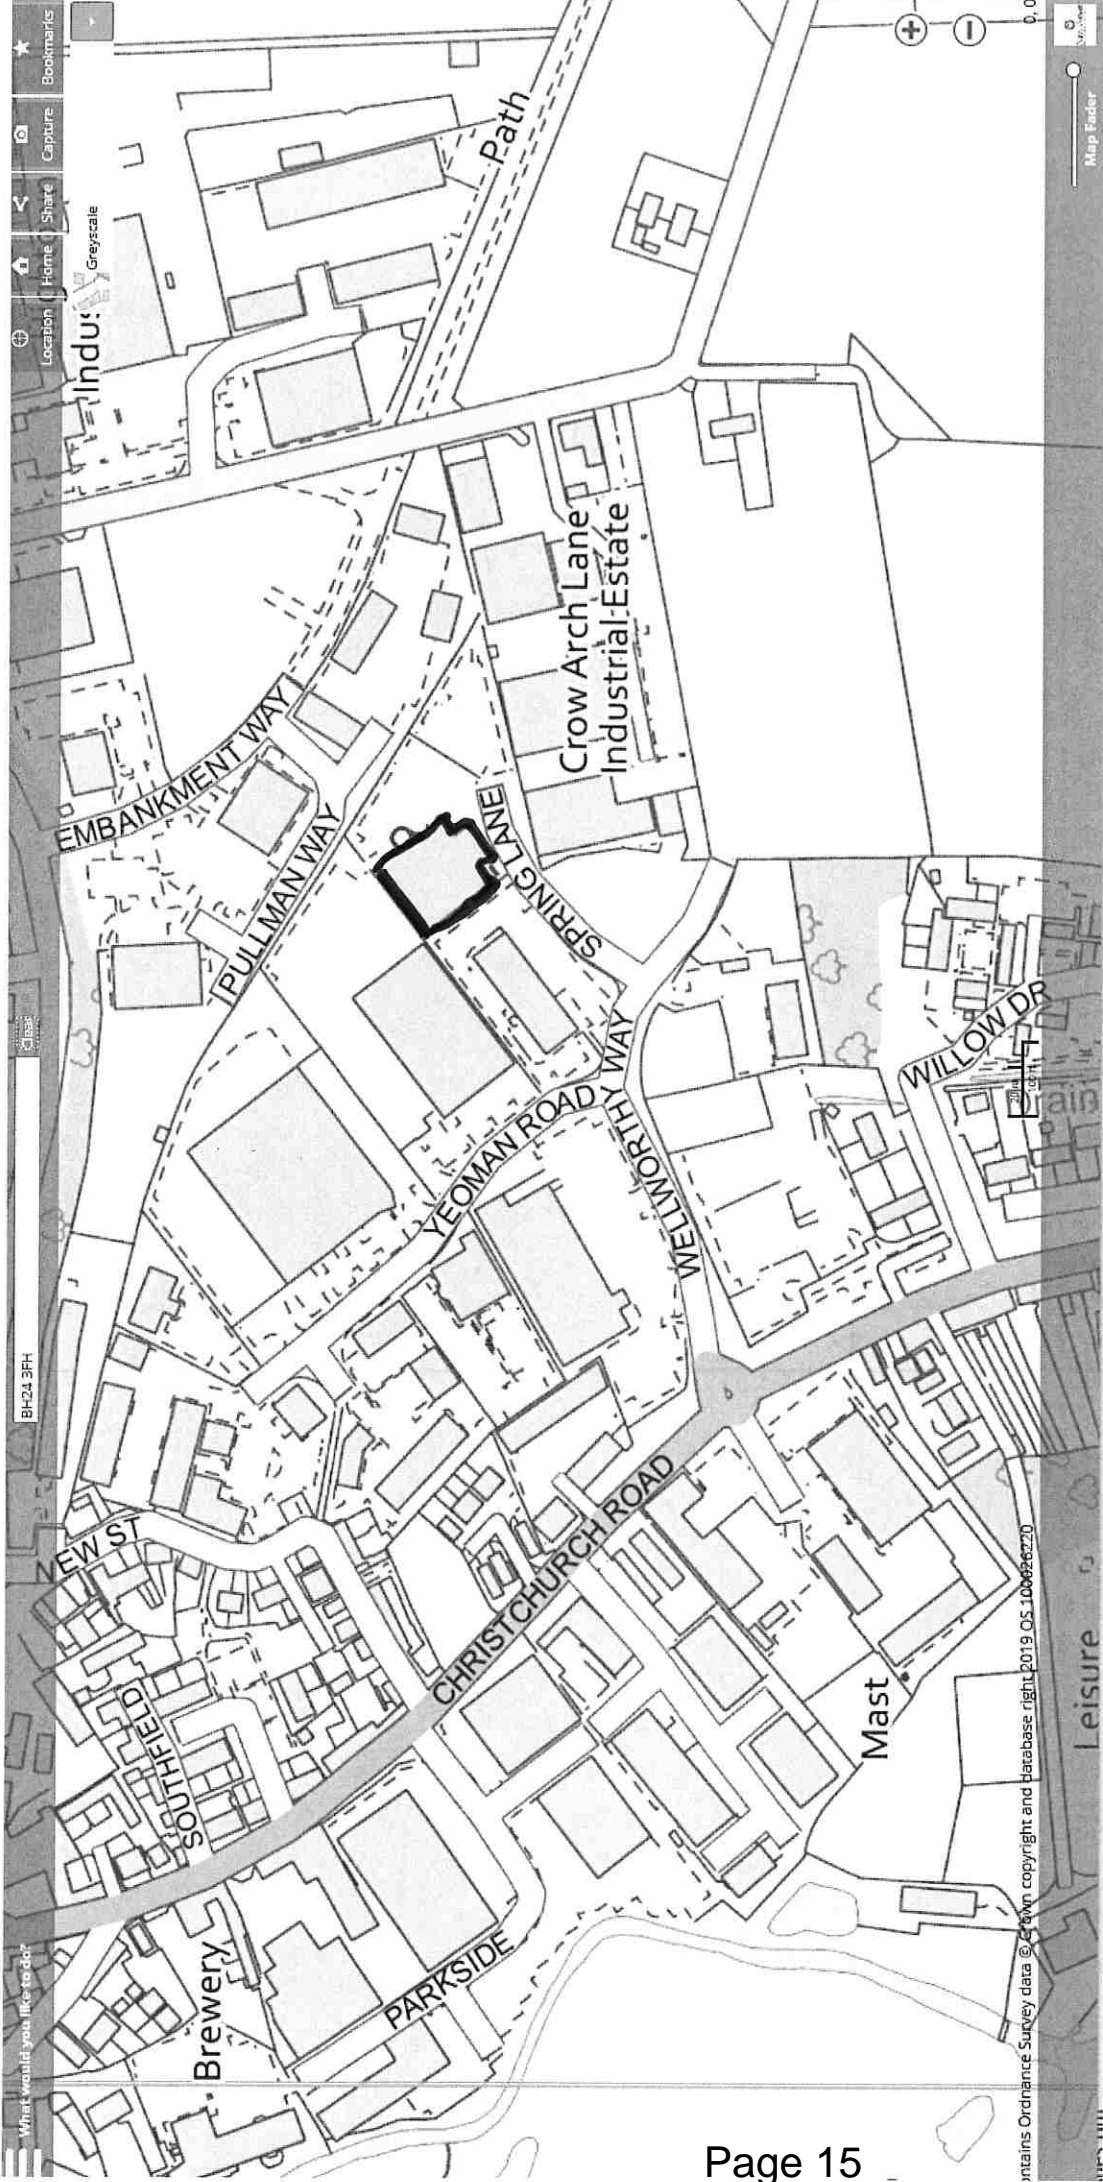 What would you like to do?
BH24 3FH
Clear
Location
Home
Share
Capture
Bookmarks
Greyscale
NEW ST
SOUTHFIELD
Brewery
PARKSIDE
CHRISTCHURCH ROAD
YEOMAN ROAD
WELLWORTHY WAY
PULLMAN WAY
EMBANKMENT WAY
SPRING LANE
Crow Arch Lane
Industrial Estate
Path
Indus
WILLOW DR
Mast
Leisure
ntains Ordnance Survey data © Crown copyright and database right 2019 OS 100026220
Map Fader
Page 15